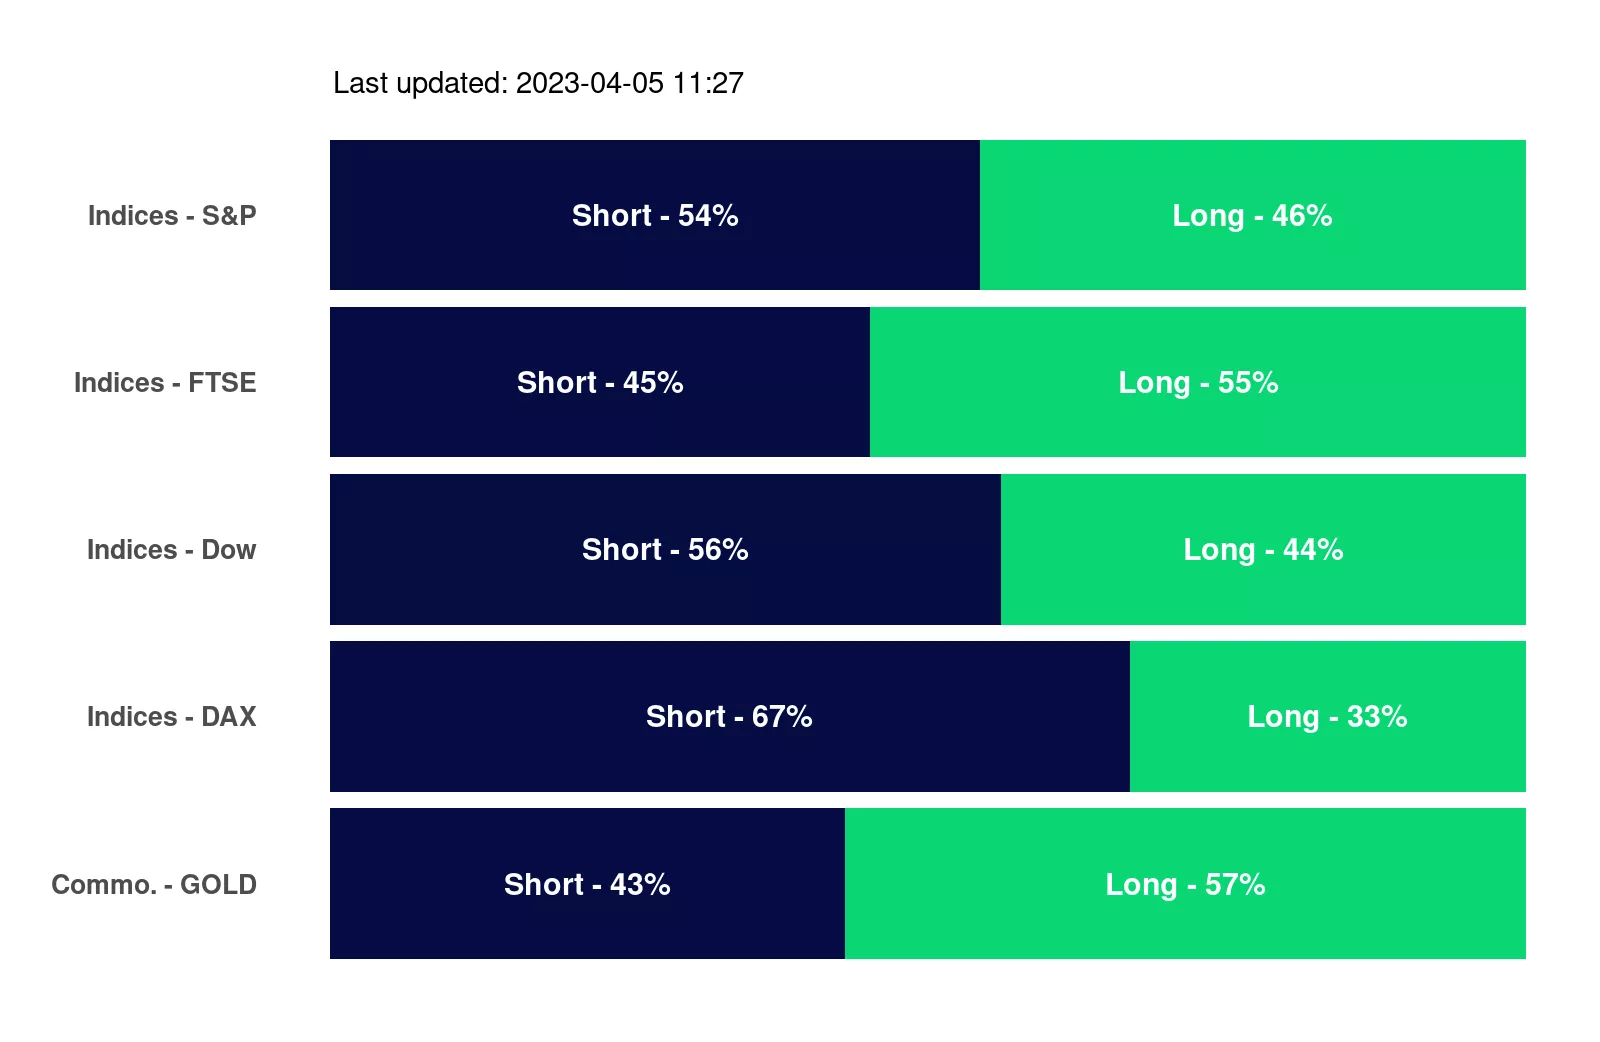 Last updated: 2023-04-05 11:27
Indices - S&P Short - 54% Long - 46%
Indices - FTSE Short - 45% Long - 55%
Indices - Dow Short - 56% Long - 44%
Indices - DAX Short - 67% Long - 33%
Commo. - GOLD Short - 43% Long - 57%